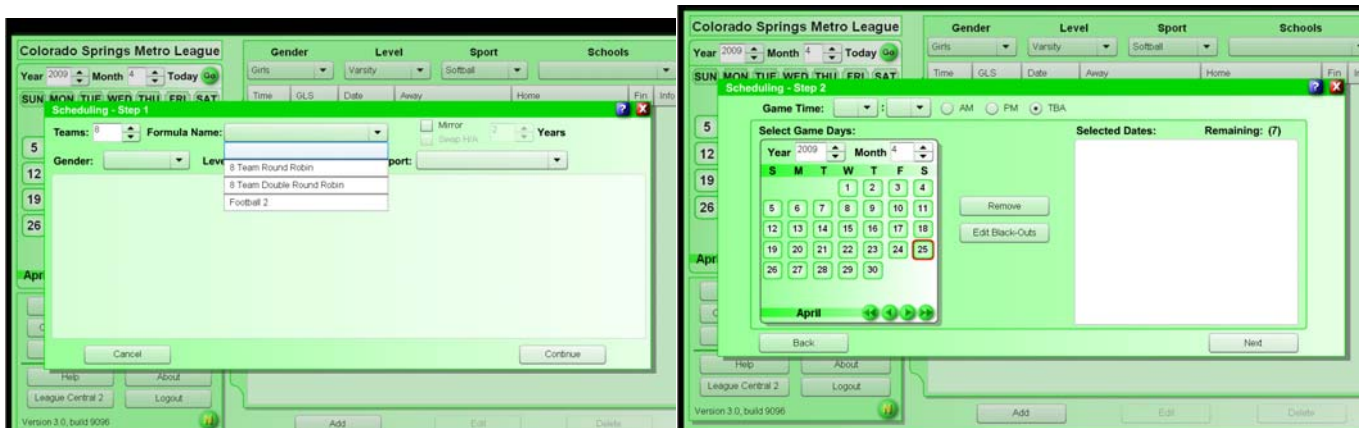 Colorado Springs Metro League
Gender Level Sport Schools
Year 2009 Month 4 Today Go
Girls Varsity Softball
SUN MON TUE WED THU FRI SAT
Time GLS Date Away Home Fin Info
Scheduling - Step 1
Teams: 8 Formula Name: Mirror
Swap H/A 2 Years
Gender: Leve port:
8 Team Round Robin
8 Team Double Round Robin
Football 2
5
12
19
26
Apr
Cancel Continue
Help About
League Central 2 Logout
Version 3.0, build 9096
Add Edit Delete
Colorado Springs Metro League
Gender Level Sport Schools
Year 2009 Month 4 Today Go
Girls Varsity Softball
SUN MON TUE WED THU FRI SAT
Time GLS Date Away Home Fin
Scheduling - Step 2
Game Time: : AM PM TBA
Select Game Days: Selected Dates: Remaining: (7)
Year 2009 Month 4
S M T W T F S
1 2 3 4
5 6 7 8 9 10 11
12 13 14 15 16 17 18
19 20 21 22 23 24 25
26 27 28 29 30
April
Remove
Edit Black-Outs
5
12
19
26
Apr
Back Next
Help About
League Central 2 Logout
Version 3.0, build 9096
Add Edit Delete